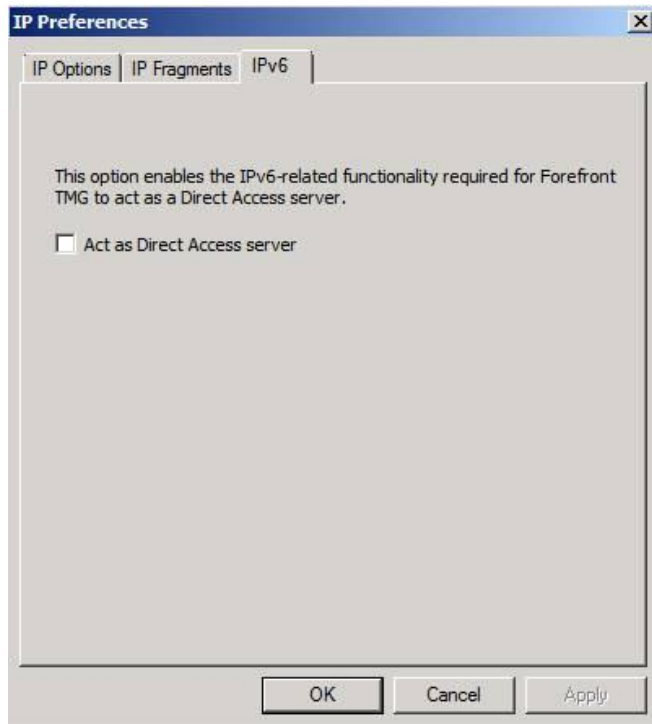 IP Preferences
IP Options IP Fragments IPv6
This option enables the IPv6-related functionality required for Forefront
TMG to act as a Direct Access server.
Act as Direct Access server
OK Cancel Apply